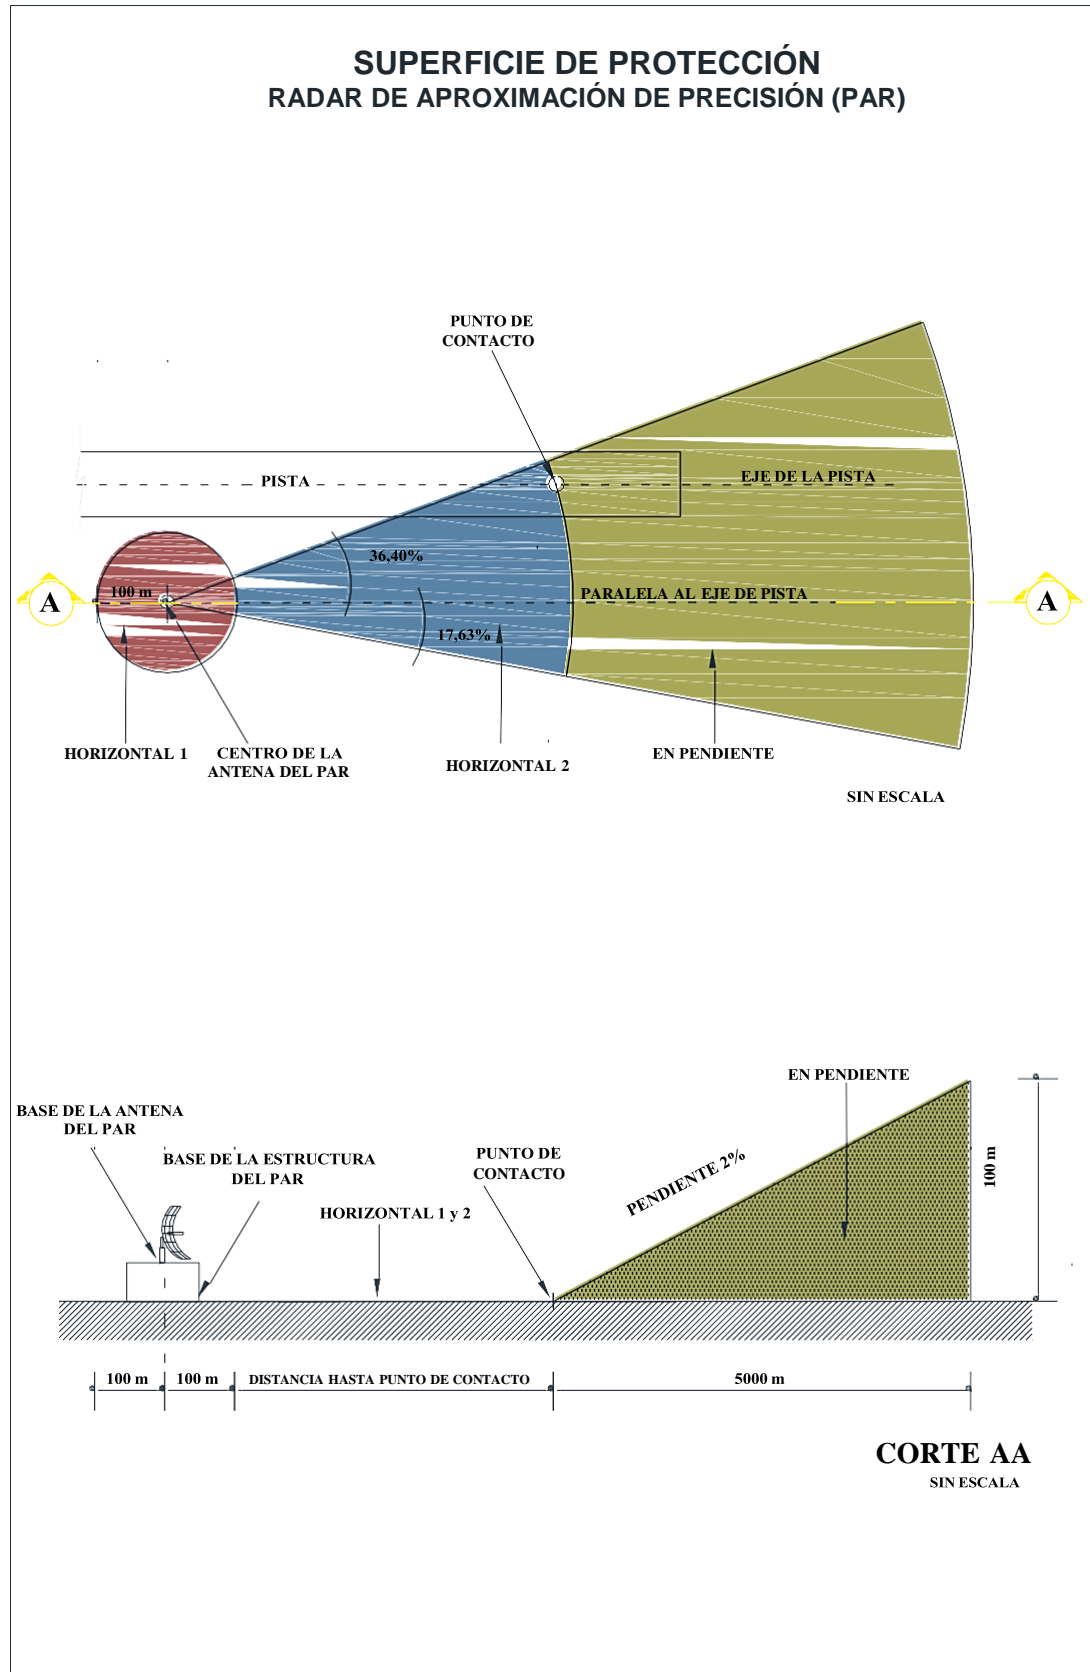 SUPERFICIE DE PROTECCIÓN
RADAR DE APROXIMACIÓN DE PRECISIÓN (PAR)
PUNTO DE
CONTACTO
PISTA
EJE DE LA PISTA
36,40%
100 m
PARALELA AL EJE DE PISTA
A
A
17,63%
HORIZONTAL 1
CENTRO DE LA
ANTENA DEL PAR
HORIZONTAL 2
EN PENDIENTE
SIN ESCALA
EN PENDIENTE
BASE DE LA ANTENA
DEL PAR
BASE DE LA ESTRUCTURA
DEL PAR
PUNTO DE
CONTACTO
PENDIENTE 2%
100 m
HORIZONTAL 1 y 2
100 m
100 m
DISTANCIA HASTA PUNTO DE CONTACTO
5000 m
CORTE AA
SIN ESCALA